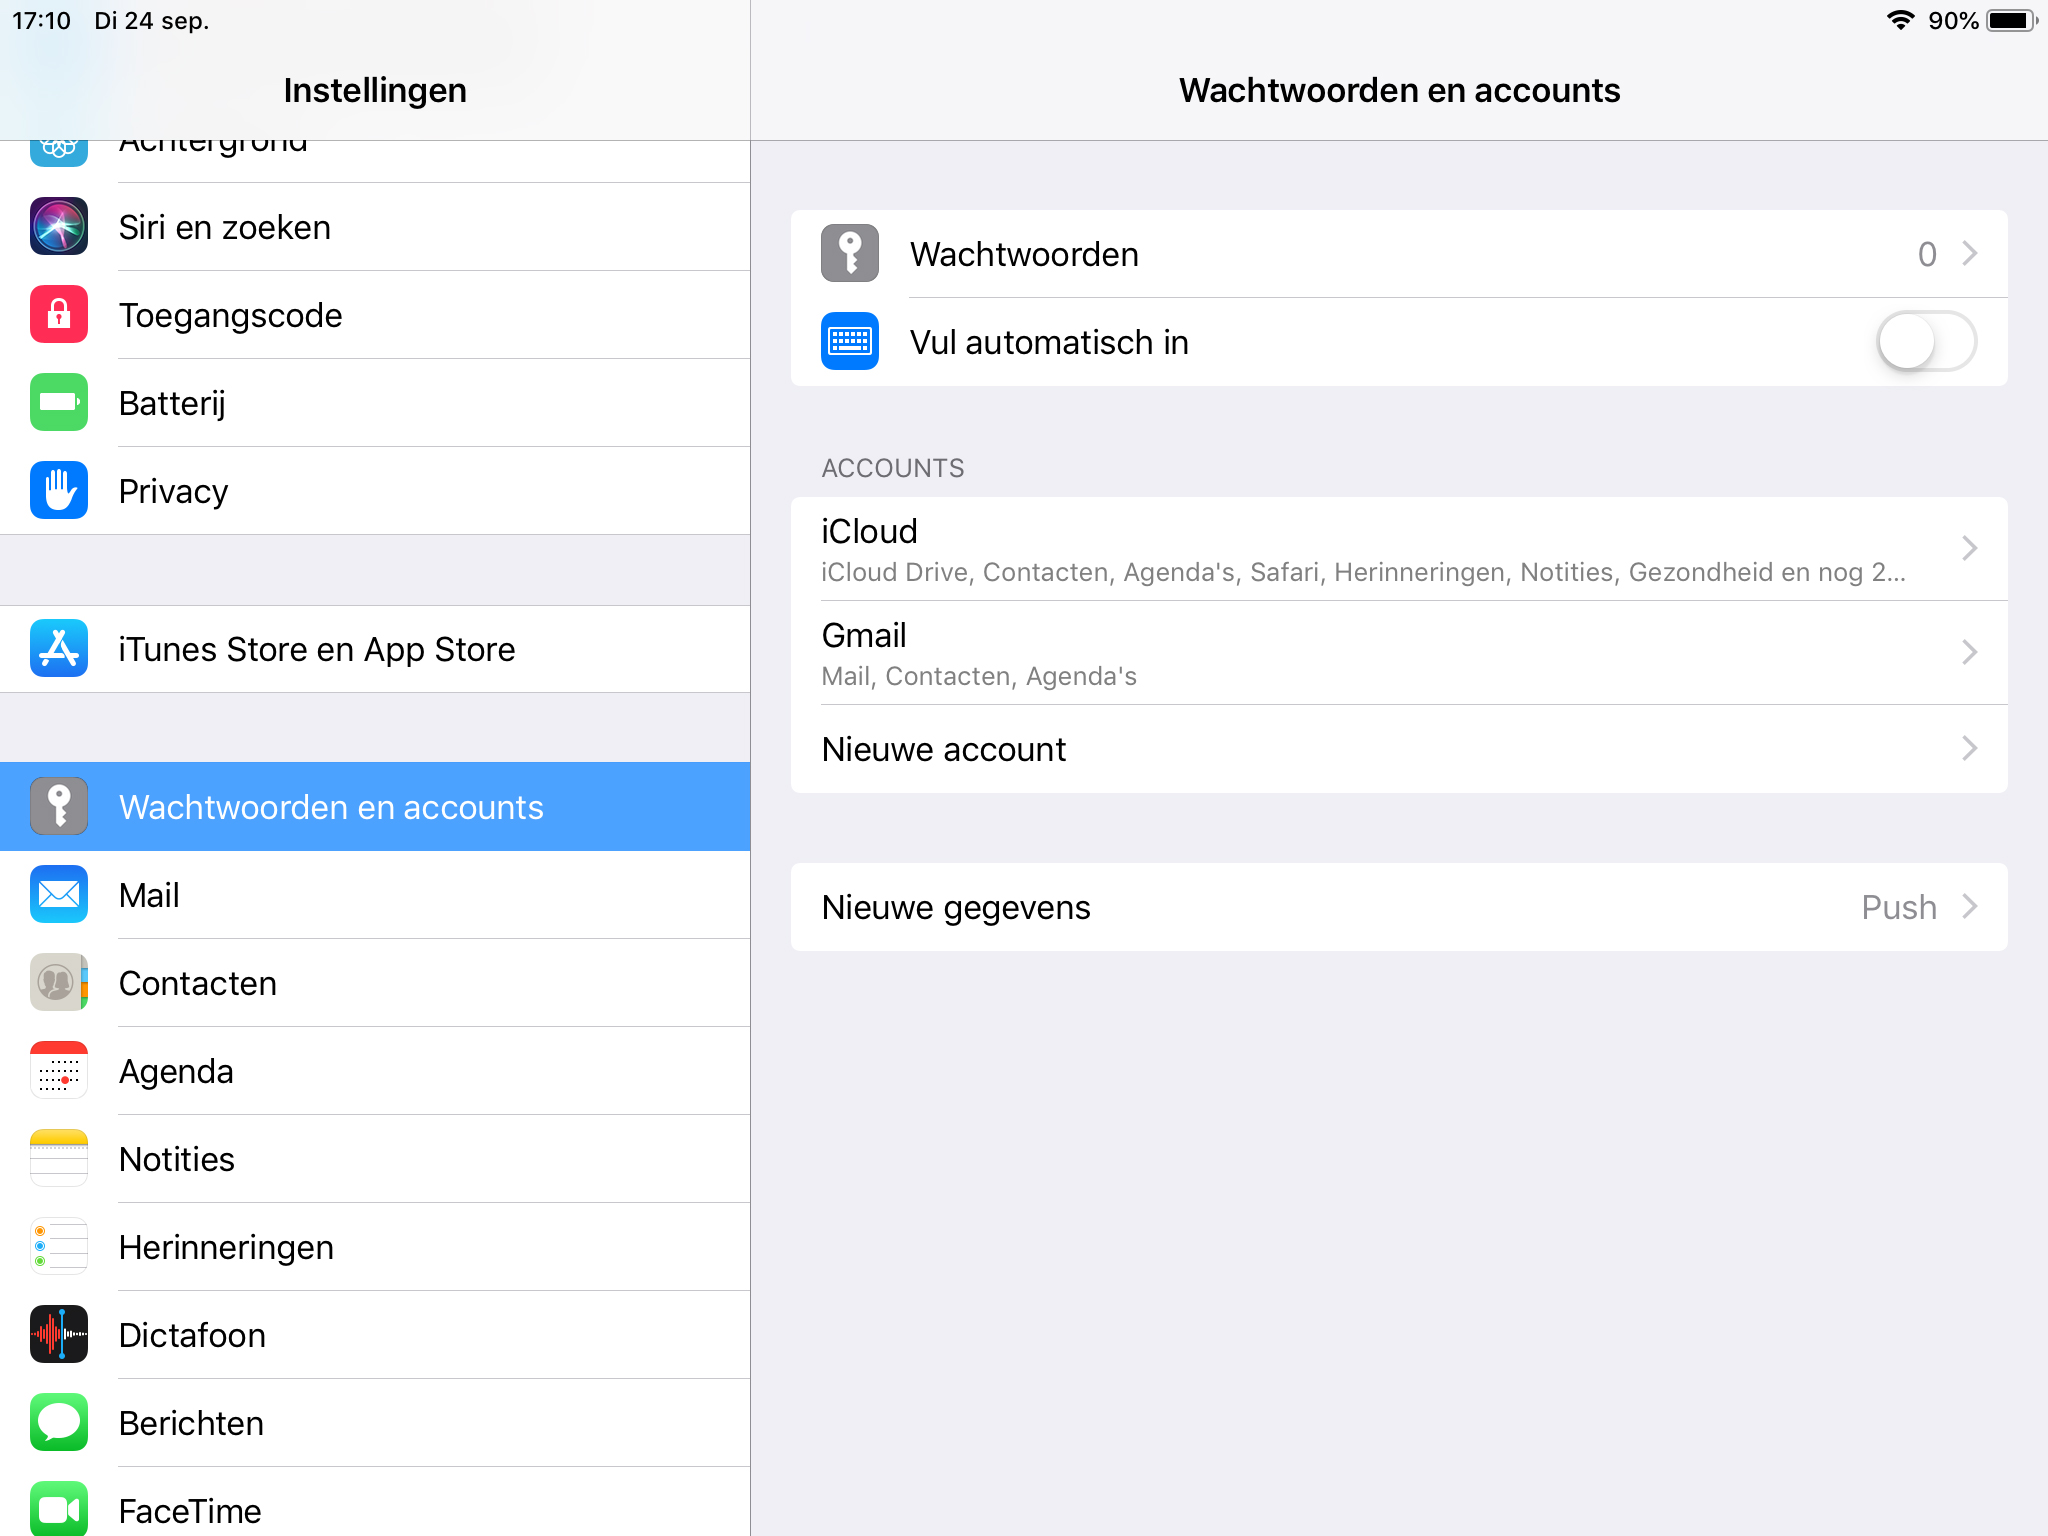 17:10 Di 24 sep.
90%
Instellingen
Achtergrond
Siri en zoeken
Toegangscode
Batterij
Privacy
iTunes Store en App Store
Wachtwoorden en accounts
Mail
Contacten
Agenda
Notities
Herinneringen
Dictafoon
Berichten
FaceTime
Wachtwoorden en accounts
Wachtwoorden 0
Vul automatisch in
ACCOUNTS
iCloud
iCloud Drive, Contacten, Agenda's, Safari, Herinneringen, Notities, Gezondheid en nog 2...
Gmail
Mail, Contacten, Agenda's
Nieuwe account
Nieuwe gegevens Push